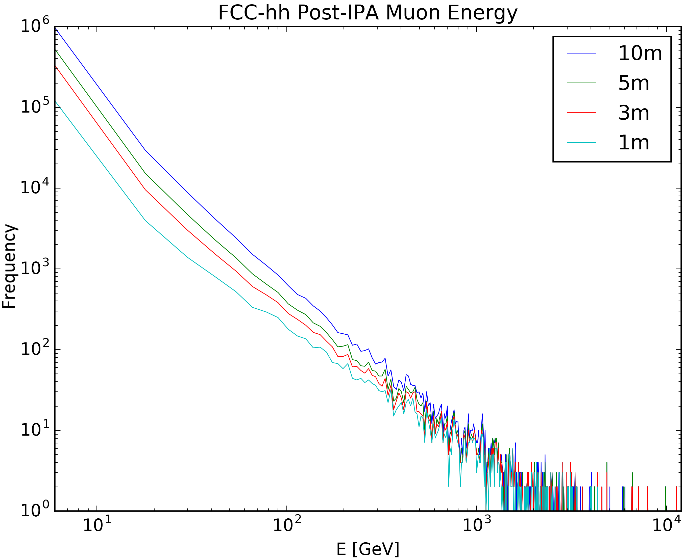 FCC-hh Post-IPA Muon Energy
10m
5m
3m
1m
Frequency
10⁶
10⁵
10⁴
10³
10²
10¹
10⁰
10¹
10²
10³
10⁴
E [GeV]